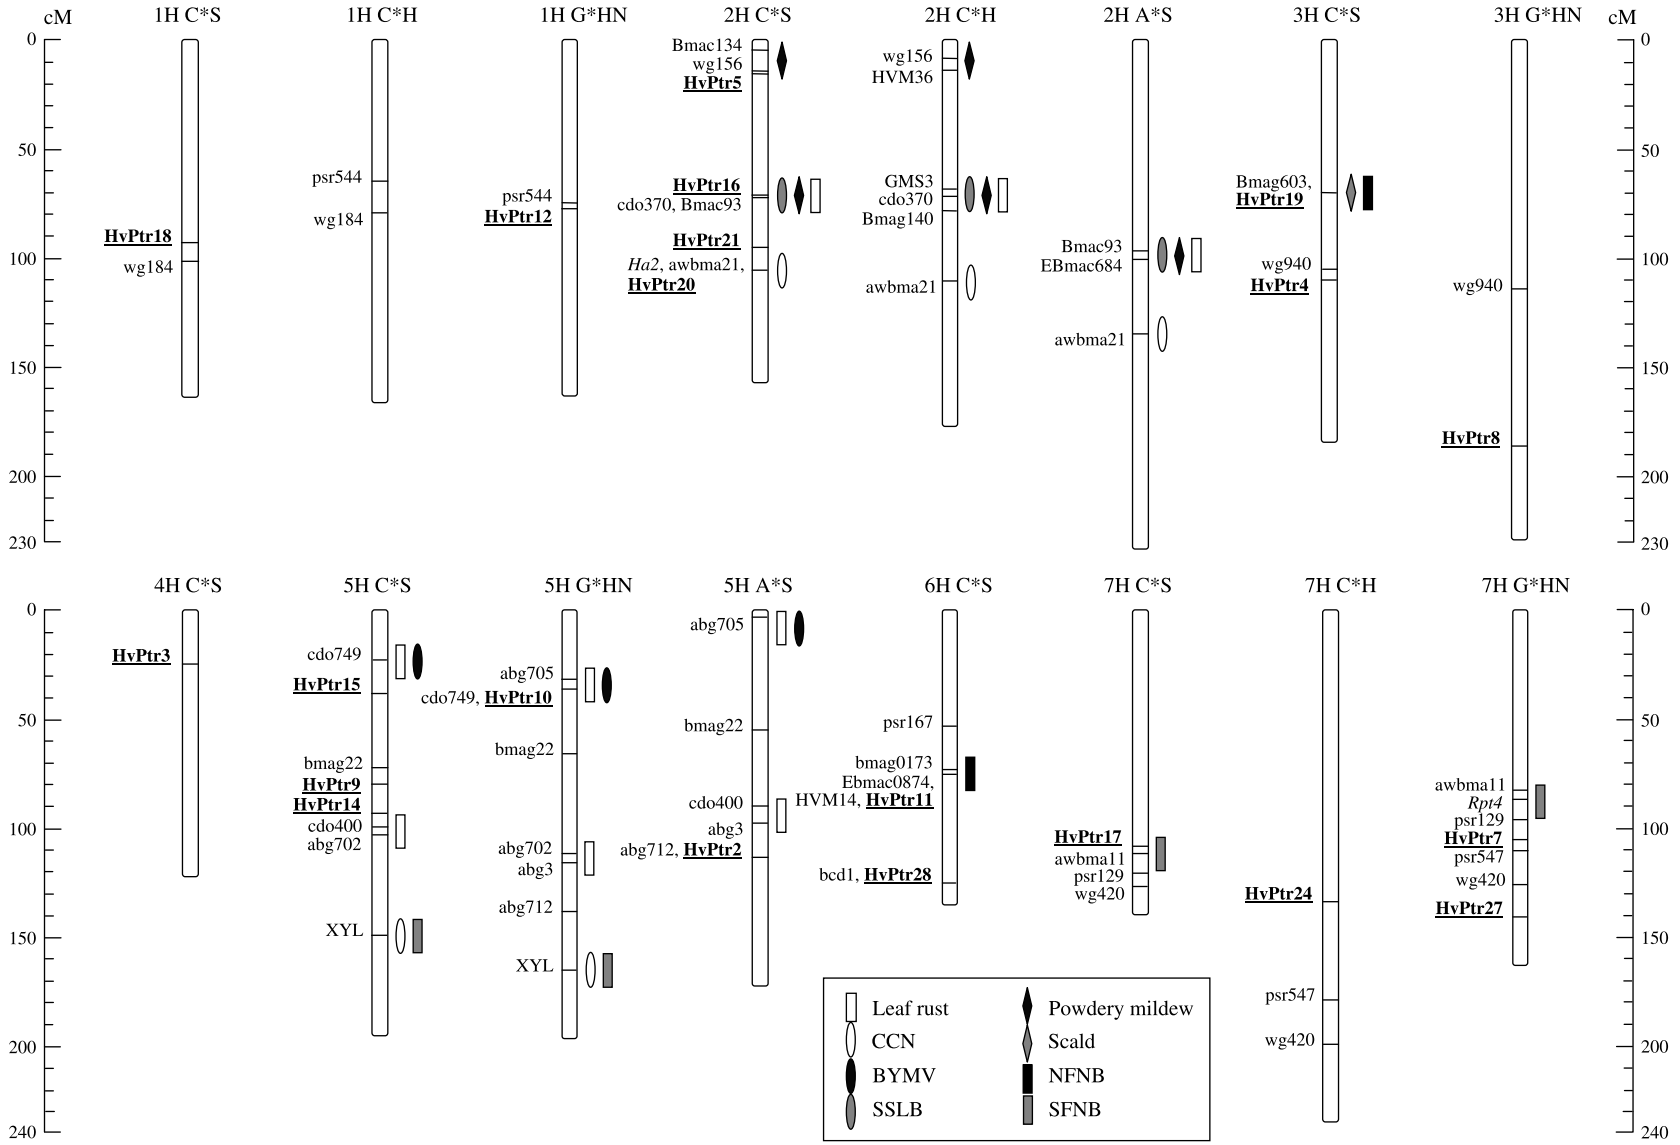 cM 1H C*S 1H C*H 1H G*HN 2H C*S 2H C*H 2H A*S 3H C*S 3H G*HN cM
0
50
100
150
200
230
HvPtr18
wg184
psr544
wg184
psr544
HvPtr12
Bmac134
wg156
HvPtr5
HvPtr16
cdo370, Bmac93
HvPtr21
Ha2, awbma21,
HvPtr20
wg156
HVM36
GMS3
cdo370
Bmag140
awbma21
Bmac93
EBmac684
awbma21
Bmag603,
HvPtr19
wg940
HvPtr4
wg940
HvPtr8
0
50
100
150
200
230
4H C*S 5H C*S 5H G*HN 5H A*S 6H C*S 7H C*S 7H C*H 7H G*HN
0
50
100
150
200
240
HvPtr3
cdo749
HvPtr15
bmag22
HvPtr9
HvPtr14
cdo400
abg702
XYL
abg705
cdo749, HvPtr10
bmag22
abg702
abg3
abg712
XYL
abg705
bmag22
cdo400
abg3
abg712, HvPtr2
psr167
bmag0173
Ebmac0874,
HVM14, HvPtr11
bcd1, HvPtr28
HvPtr17
awbma11
psr129
wg420
HvPtr24
psr547
wg420
awbma11
Rpt4
psr129
HvPtr7
psr547
wg420
HvPtr27
0
50
100
150
200
240
Leaf rust
CCN
BYMV
SSLB
Powdery mildew
Scald
NFNB
SFNB